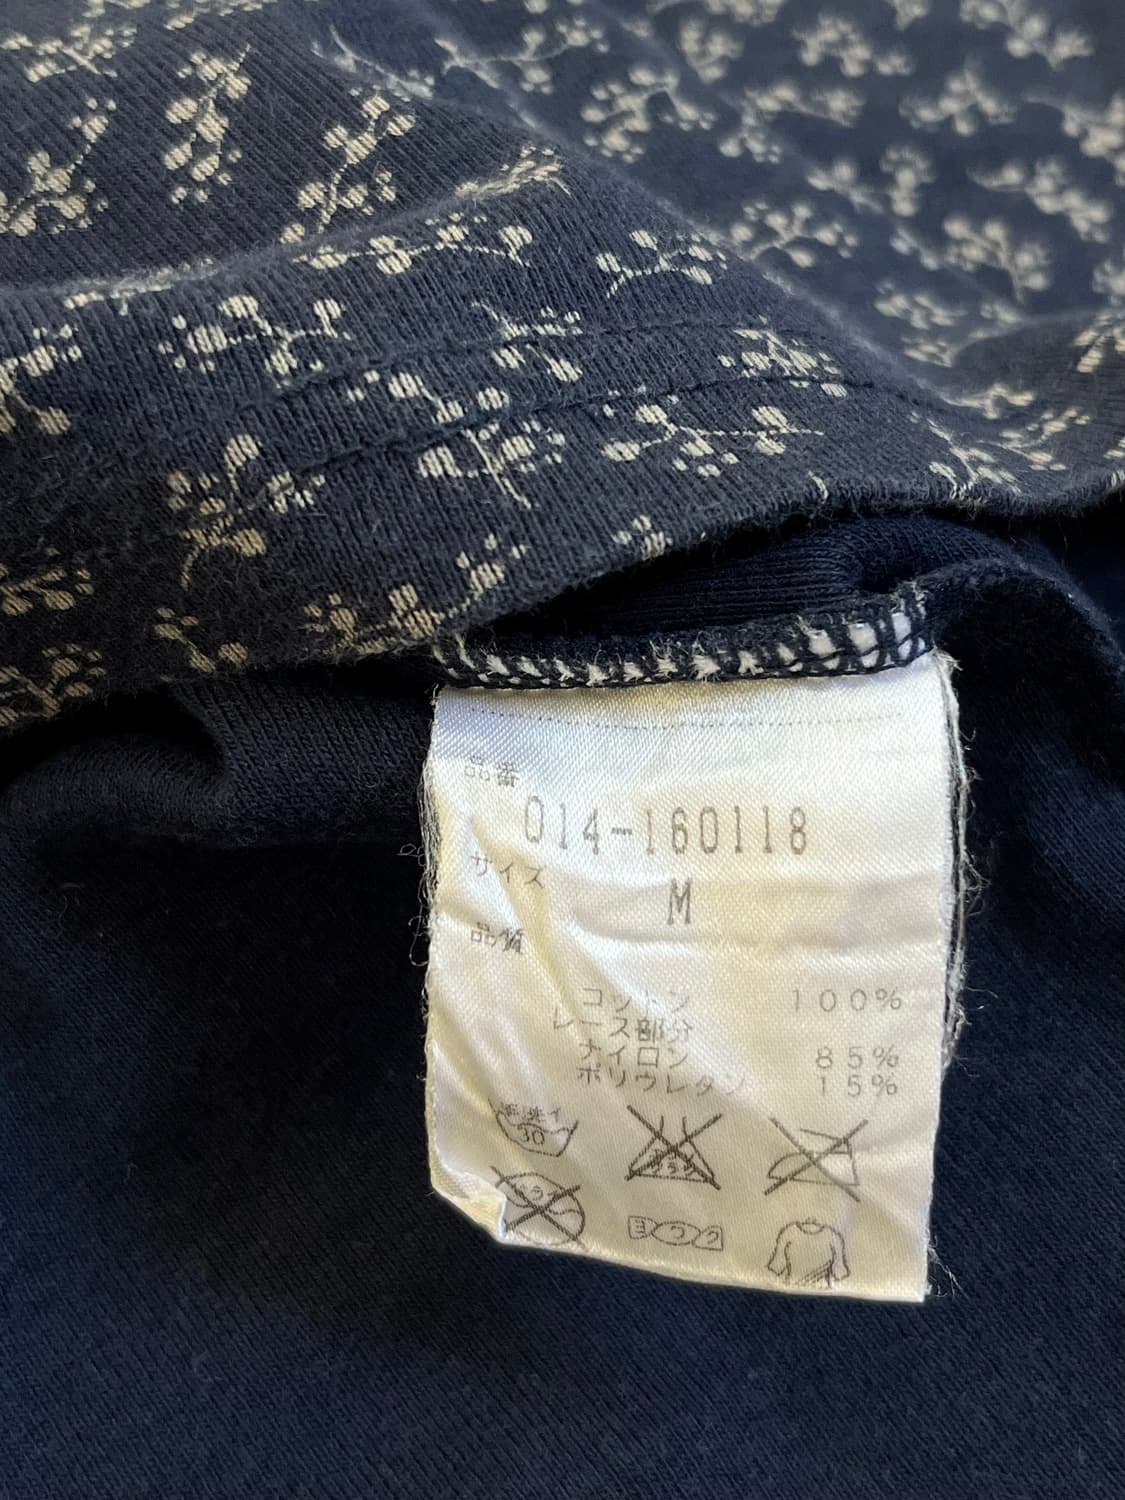 品番
014-160118
サイズ
M
品質
コットン 100%
レース部分
ナイロン 85%
ポリウレタン 15%
30